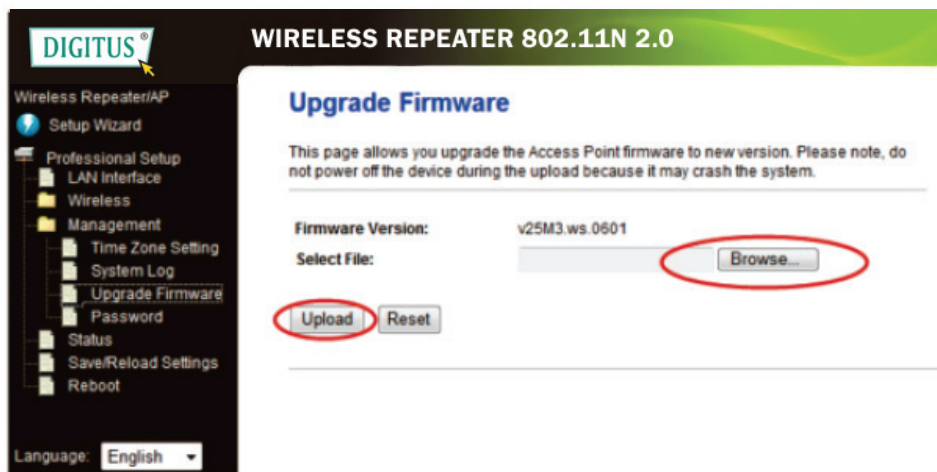 DIGITUS®
WIRELESS REPEATER 802.11N 2.0
Wireless Repeater/AP
Setup Wizard
Professional Setup
LAN Interface
Wireless
Management
Time Zone Setting
System Log
Upgrade Firmware
Password
Status
Save/Reload Settings
Reboot
Language: English
Upgrade Firmware
This page allows you upgrade the Access Point firmware to new version. Please note, do
not power off the device during the upload because it may crash the system.
Firmware Version: v25M3.ws.0601
Select File: Browse...
Upload Reset